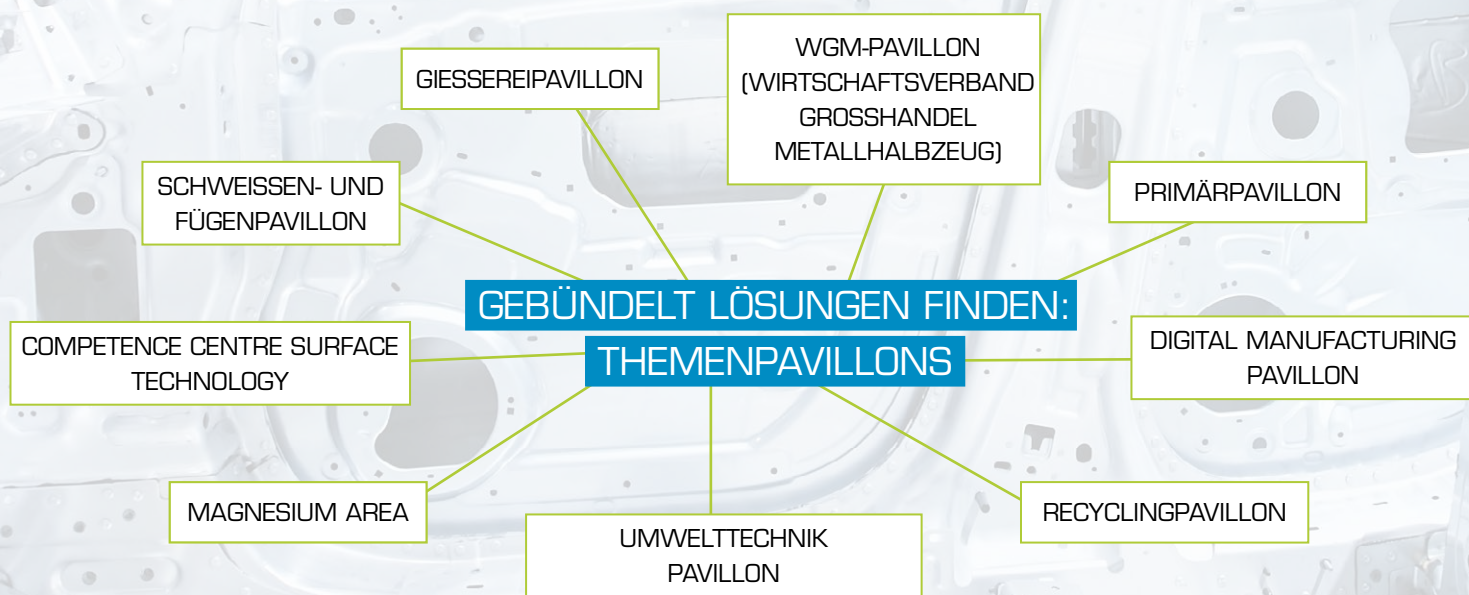 GIESSEREIPAVILLON
WGM-PAVILLON
(WIRTSCHAFTSVERBAND
GROSSHANDEL
METALLHALBZEUG)
SCHWEISSEN- UND
FÜGENPAVILLON
PRIMÄRPAVILLON
GEBÜNDELT LÖSUNGEN FINDEN:
THEMENPAVILLONS
COMPETENCE CENTRE SURFACE
TECHNOLOGY
DIGITAL MANUFACTURING
PAVILLON
MAGNESIUM AREA
UMWELTTECHNIK
PAVILLON
RECYCLINGPAVILLON